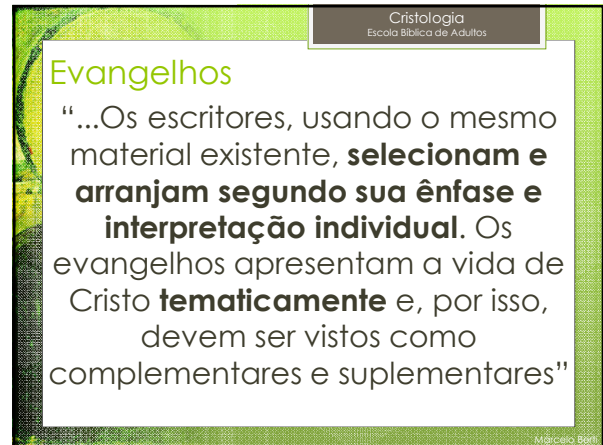 Cristologia
Escola Bíblica de Adultos
Evangelhos
“...Os escritores, usando o mesmo
material existente, selecionam e
arranjam segundo sua ênfase e
interpretação individual. Os
evangelhos apresentam a vida de
Cristo tematicamente e, por isso,
devem ser vistos como
complementares e suplementares”
Marcelo Berti